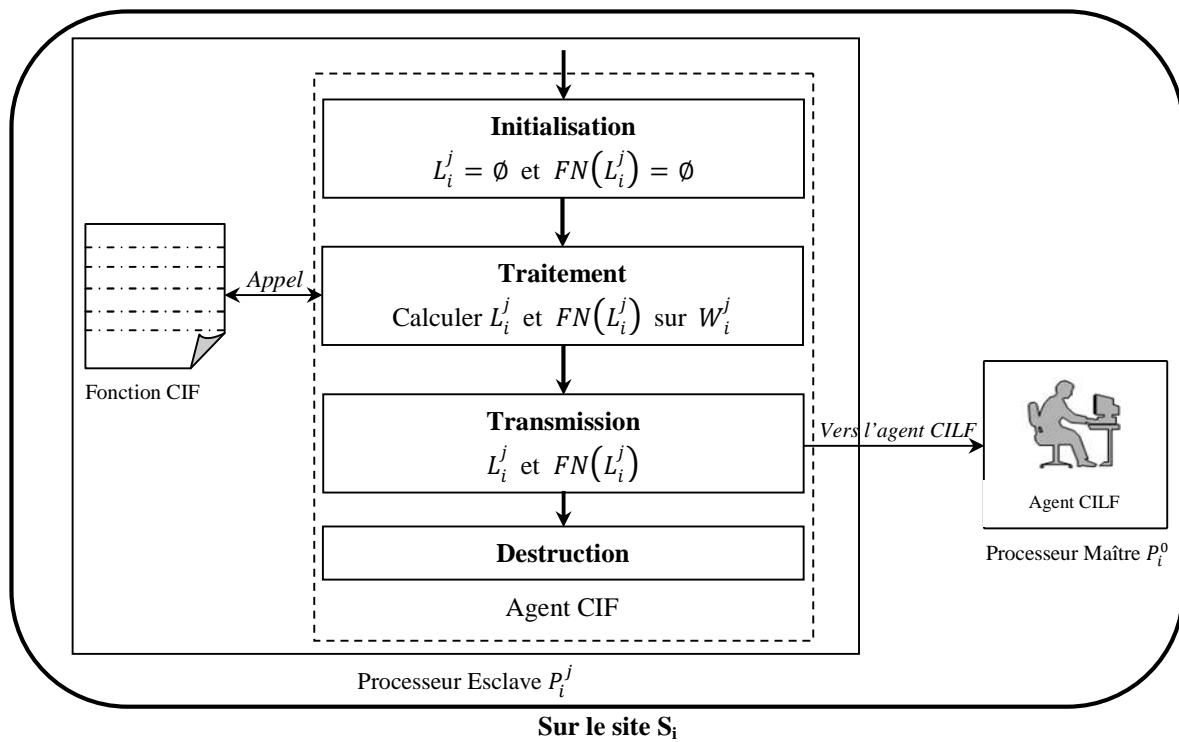 Initialisation
$L_i^j = \emptyset$ et $FN(L_i^j) = \emptyset$
Appel
Traitement
Calculer $L_i^j$ et $FN(L_i^j)$ sur $W_i^j$
Fonction CIF
Transmission
$L_i^j$ et $FN(L_i^j)$
Vers l'agent CILF
Agent CILF
Processeur Maître $P_i^0$
Destruction
Agent CIF
Processeur Esclave $P_i^j$
Sur le site $S_i$